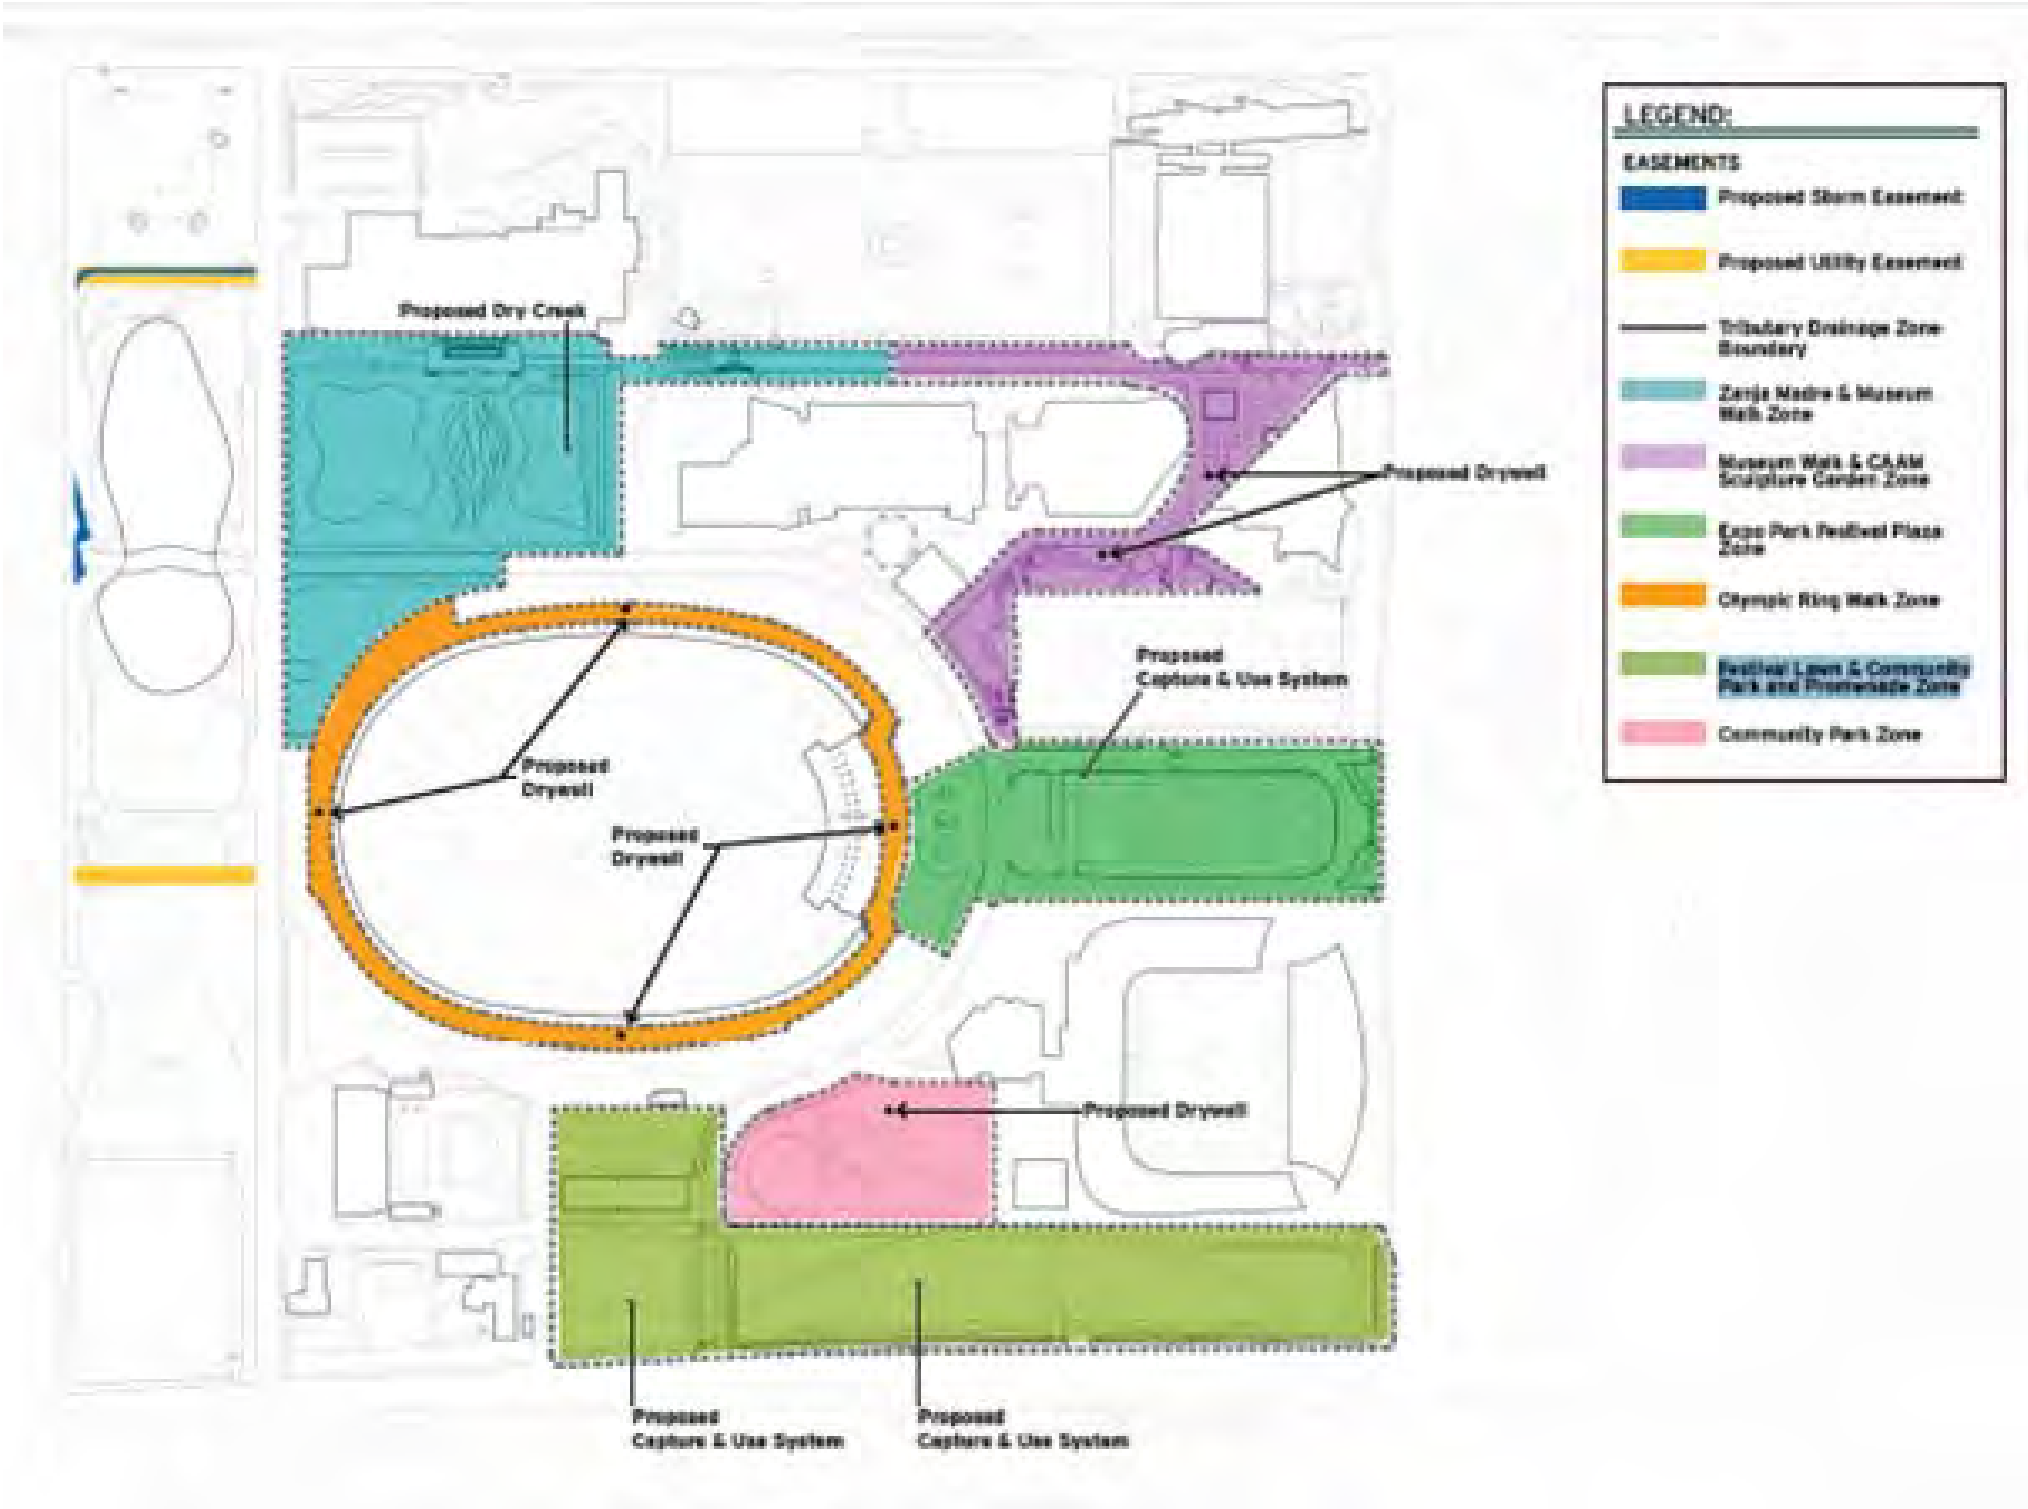 Proposed Dry Creek
Proposed Drywell
Proposed
Capture & Use System
Proposed
Drywell
Proposed
Drywell
Proposed Drywell
Proposed
Capture & Use System
Proposed
Capture & Use System
LEGEND:
EASEMENTS
Proposed Storm Easement
Proposed Utility Easement
Tributary Drainage Zone
Boundary
Zanja Madre & Museum
Walk Zone
Museum Walk & CAAM
Sculpture Garden Zone
Expo Park Festival Plaza
Zone
Olympic Ring Walk Zone
Festival Lawn & Community
Park and Promenade Zone
Community Park Zone